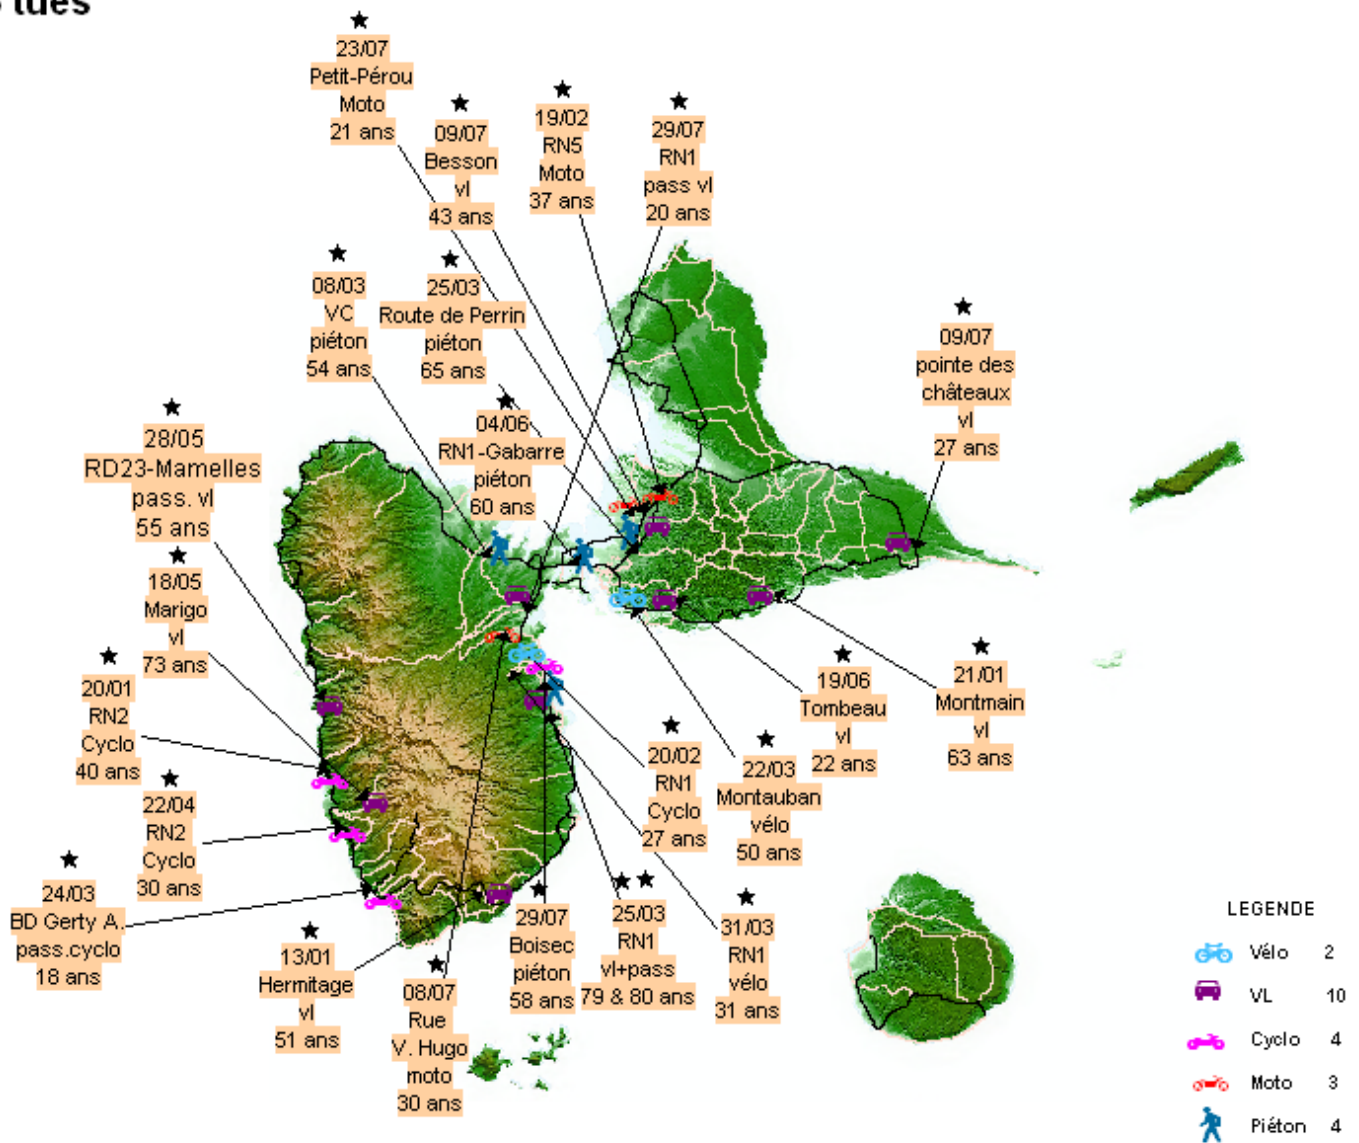 tués
23/07
Petit-Pérou
Moto
21 ans
09/07
Besson
vl
43 ans
19/02
RN5
Moto
37 ans
29/07
RN1
pass vl
20 ans
08/03
VC
piéton
54 ans
25/03
Route de Perrin
piéton
65 ans
09/07
pointe des
châteaux
vl
27 ans
04/06
RN1-Gabarre
piéton
60 ans
28/05
RD23-Mamelles
pass. vl
55 ans
18/05
Marigo
vl
73 ans
20/01
RN2
Cyclo
40 ans
22/04
RN2
Cyclo
30 ans
24/03
BD Gerty A.
pass.cyclo
18 ans
13/01
Hermitage
vl
51 ans
08/07
Rue
V. Hugo
moto
30 ans
29/07
Boisec
piéton
58 ans
25/03
RN1
vl+pass
79 & 80 ans
31/03
RN1
vélo
31 ans
20/02
RN1
Cyclo
27 ans
22/03
Montauban
vélo
50 ans
19/06
Tombeau
vl
22 ans
21/01
Montmain
vl
63 ans
LEGENDE
Vélo 2
VL 10
Cyclo 4
Moto 3
Piéton 4